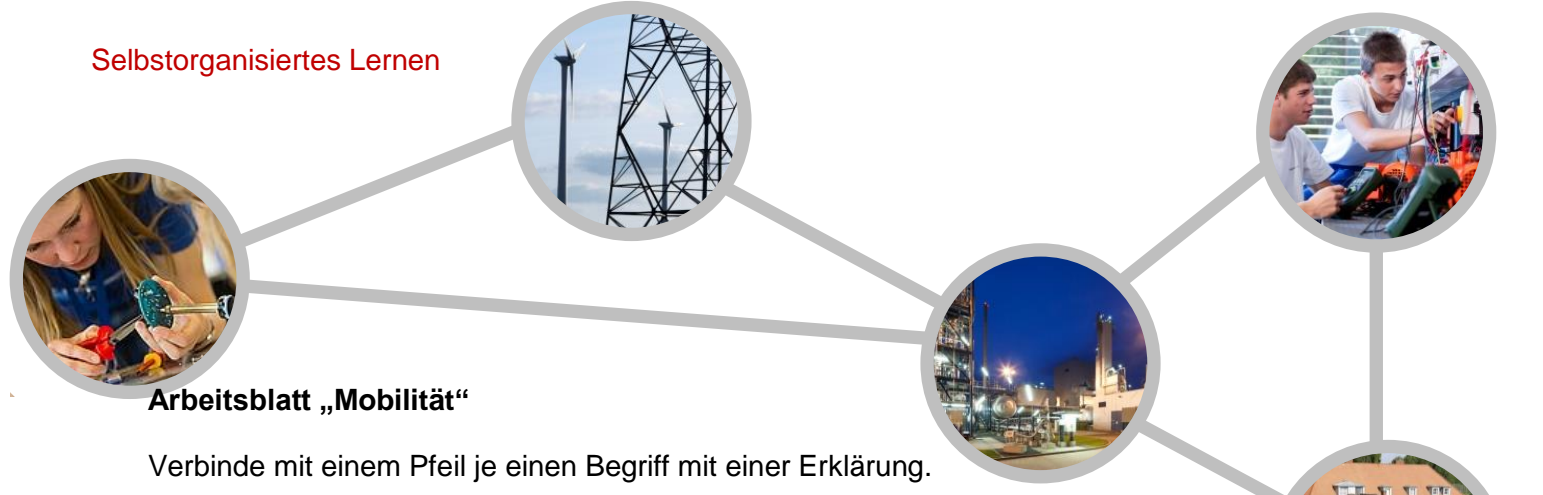 Selbstorganisiertes Lernen
Arbeitsblatt „Mobilität“
Verbinde mit einem Pfeil je einen Begriff mit einer Erklärung.